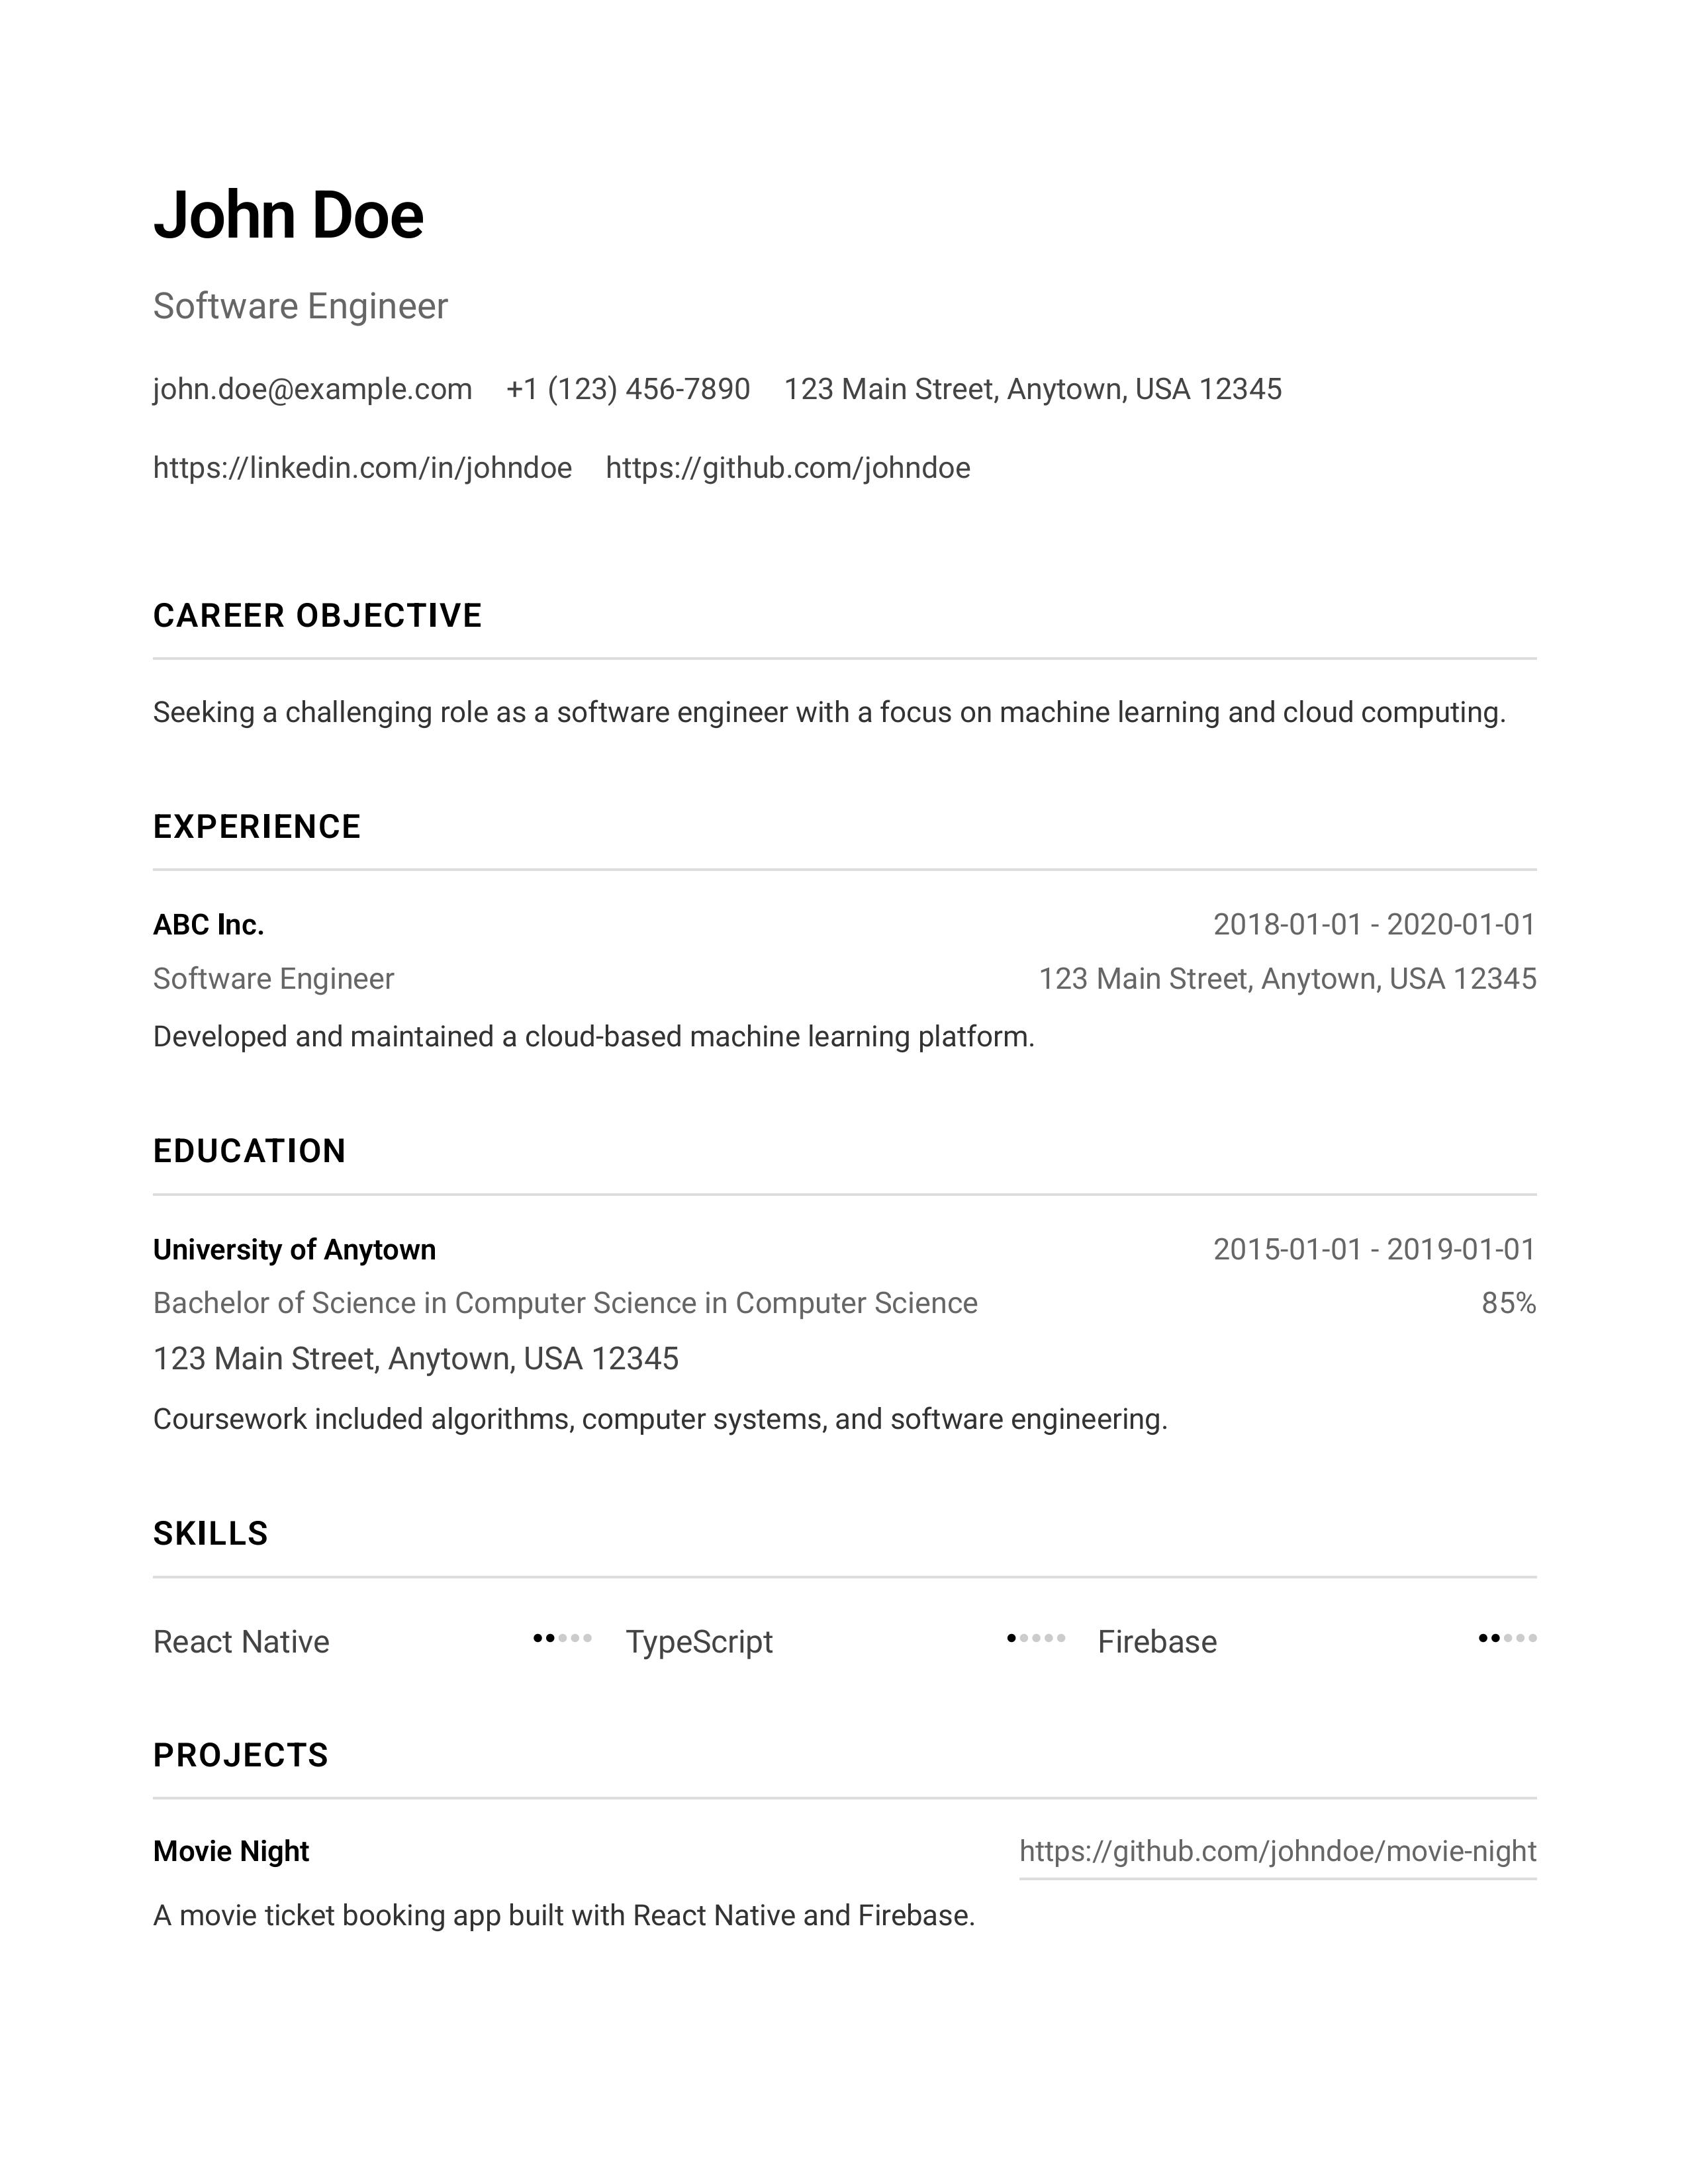 John Doe
Software Engineer
john.doe@example.com +1 (123) 456-7890 123 Main Street, Anytown, USA 12345
https://linkedin.com/in/johndoe https://github.com/johndoe
CAREER OBJECTIVE
Seeking a challenging role as a software engineer with a focus on machine learning and cloud computing.
EXPERIENCE
ABC Inc. 2018-01-01 - 2020-01-01
Software Engineer 123 Main Street, Anytown, USA 12345
Developed and maintained a cloud-based machine learning platform.
EDUCATION
University of Anytown 2015-01-01 - 2019-01-01
Bachelor of Science in Computer Science in Computer Science 85%
123 Main Street, Anytown, USA 12345
Coursework included algorithms, computer systems, and software engineering.
SKILLS
React Native TypeScript Firebase
PROJECTS
Movie Night https://github.com/johndoe/movie-night
A movie ticket booking app built with React Native and Firebase.